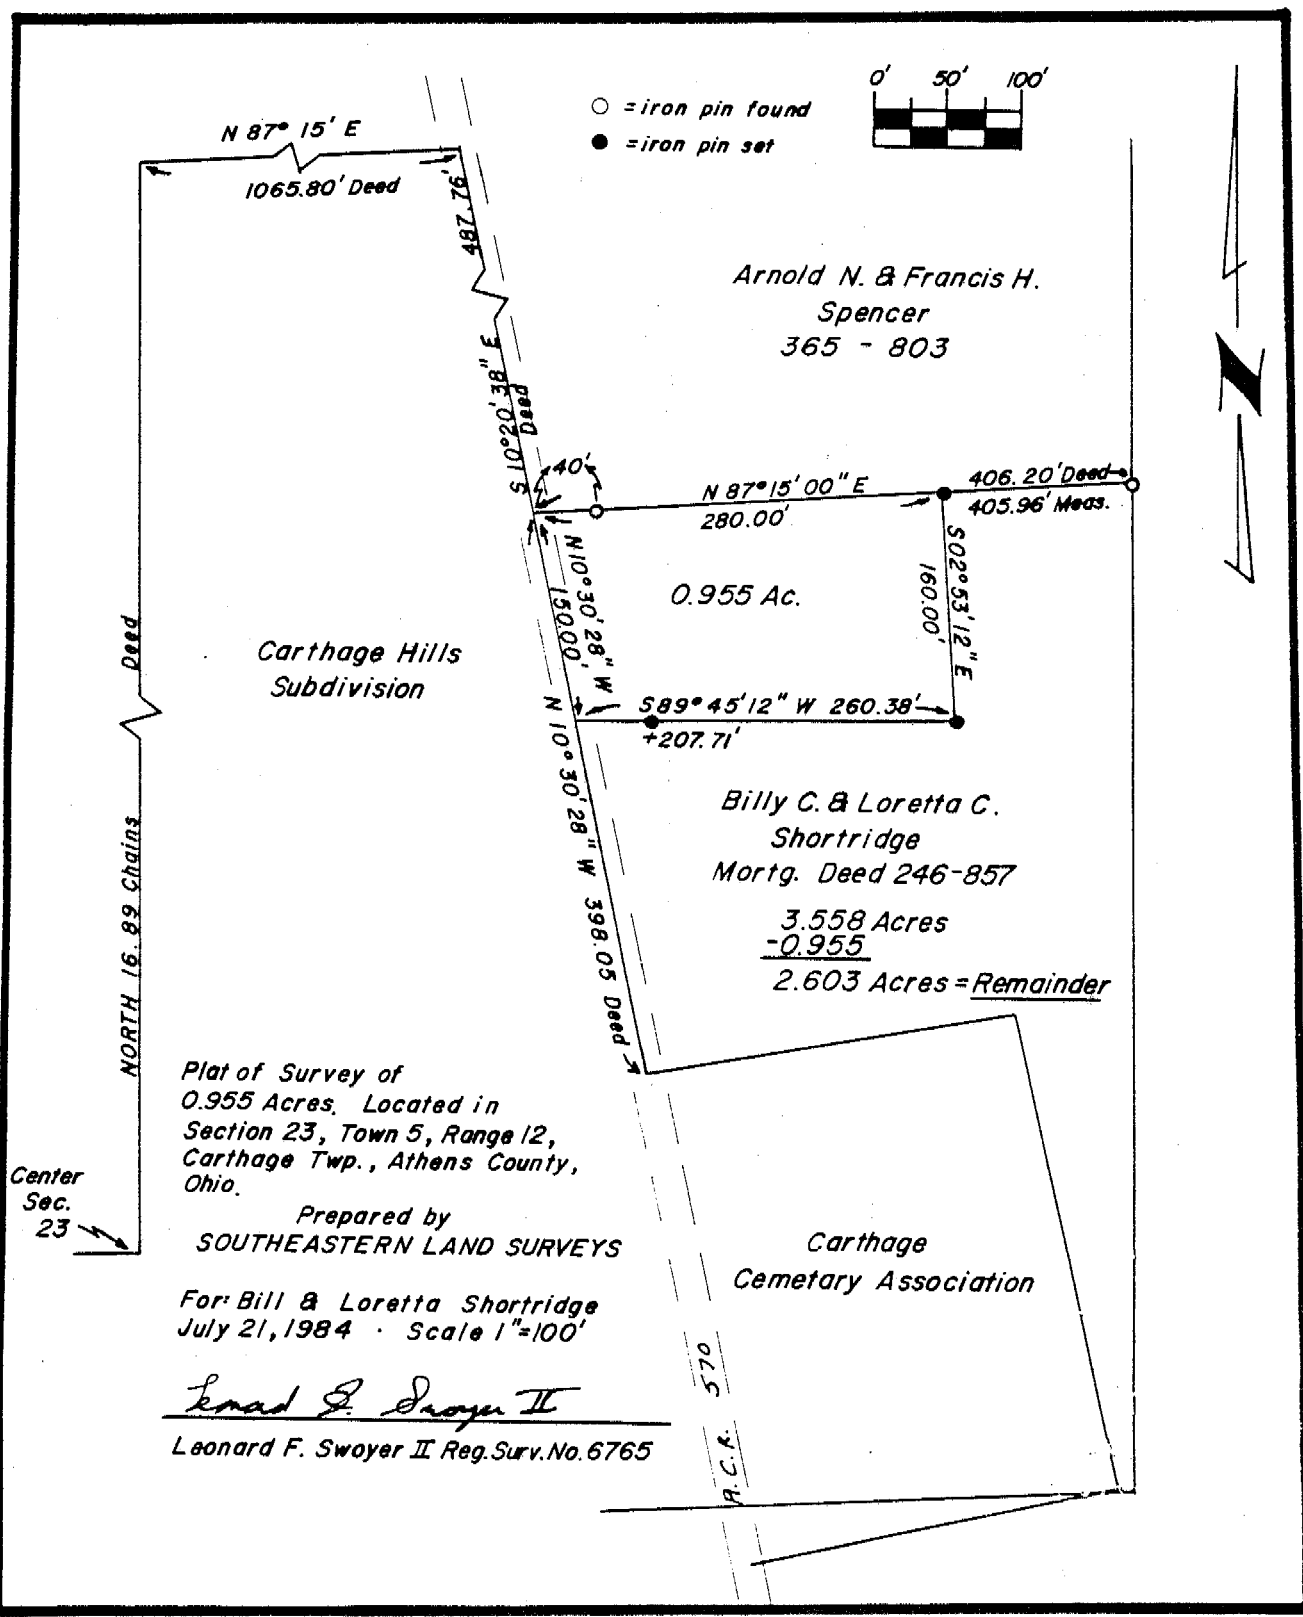 0' 50' 100'
○ = iron pin found
● = iron pin set
N 87° 15' E
1065.80' Deed
487.76'
S 10°20'38" E
Deed
Arnold N. & Francis H.
Spencer
365 - 803
N
40'
N 87°15'00" E
280.00'
406.20' Deed
405.96' Meas.
N 10°30'28" W
150.00'
0.955 Ac.
S 02°53'12" E
160.00'
Carthage Hills
Subdivision
S 89°45'12" W 260.38'
+207.71'
N 10°30'28" W 398.05 Deed
NORTH 16.89 Chains Deed
Billy C. & Loretta C.
Shortridge
Mortg. Deed 246-857
3.558 Acres
-0.955
2.603 Acres = Remainder
Plat of Survey of
0.955 Acres. Located in
Section 23, Town 5, Range 12,
Carthage Twp., Athens County,
Ohio.
Center
Sec.
23
Prepared by
SOUTHEASTERN LAND SURVEYS
For: Bill & Loretta Shortridge
July 21, 1984 · Scale 1"=100'
Leonard F. Swoyer II
Leonard F. Swoyer II Reg. Surv. No. 6765
Carthage
Cemetary Association
A.C.R. 570